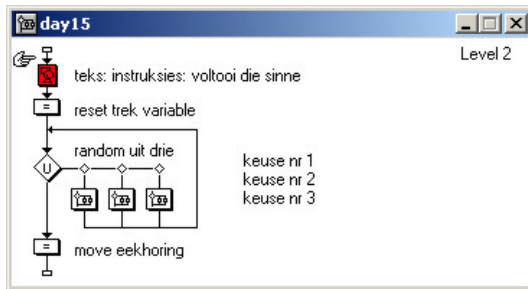 day15
Level 2
teks: instruksies: voltooi die sinne
=
reset trek variable
random uit drie
U
keuse nr 1
keuse nr 2
keuse nr 3
=
move eekhoring